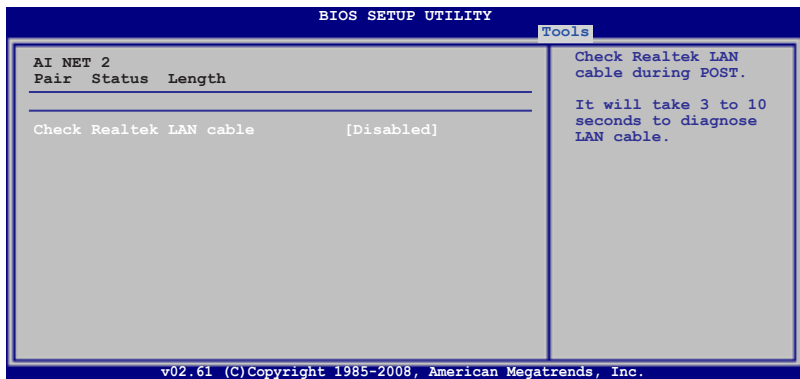 BIOS SETUP UTILITY
Tools
AI NET 2
Pair Status Length
Check Realtek LAN cable [Disabled]
Check Realtek LAN
cable during POST.
It will take 3 to 10
seconds to diagnose
LAN cable.
v02.61 (C)Copyright 1985-2008, American Megatrends, Inc.